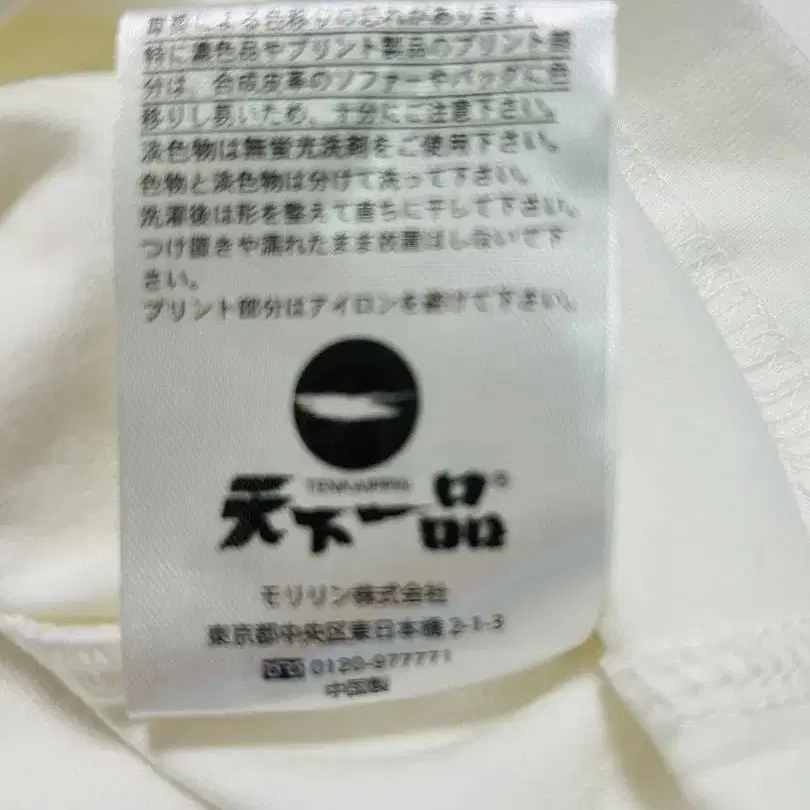 による色移りの恐れがあります。
特に濃色品やプリント製品のプリント部
分は、合成皮革のソファーやバッグに色
移りし易いため、十分にご注意下さい。
淡色物は無蛍光洗剤をご使用下さい。
色物と淡色物は分けて洗って下さい。
洗濯後は形を整えて直ちに干して下さい。
つけ置きや濡れたまま放置はしないで下
さい。
プリント部分はアイロンを避けて下さい。
TENKAIPPIN
天下一品®
モリリン株式会社
東京都中央区東日本橋2-1-3
0120-977771
中国製